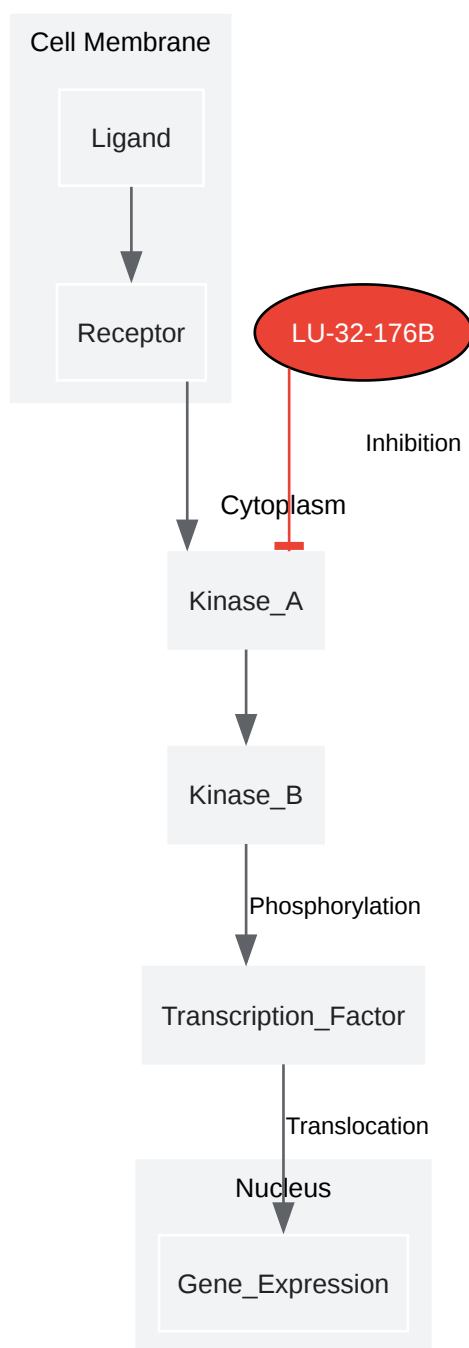 Cell Membrane
Ligand
Receptor
LU-32-176B
Inhibition
Cytoplasm
Kinase_A
Kinase_B
Phosphorylation
Transcription_Factor
Translocation
Nucleus
Gene_Expression